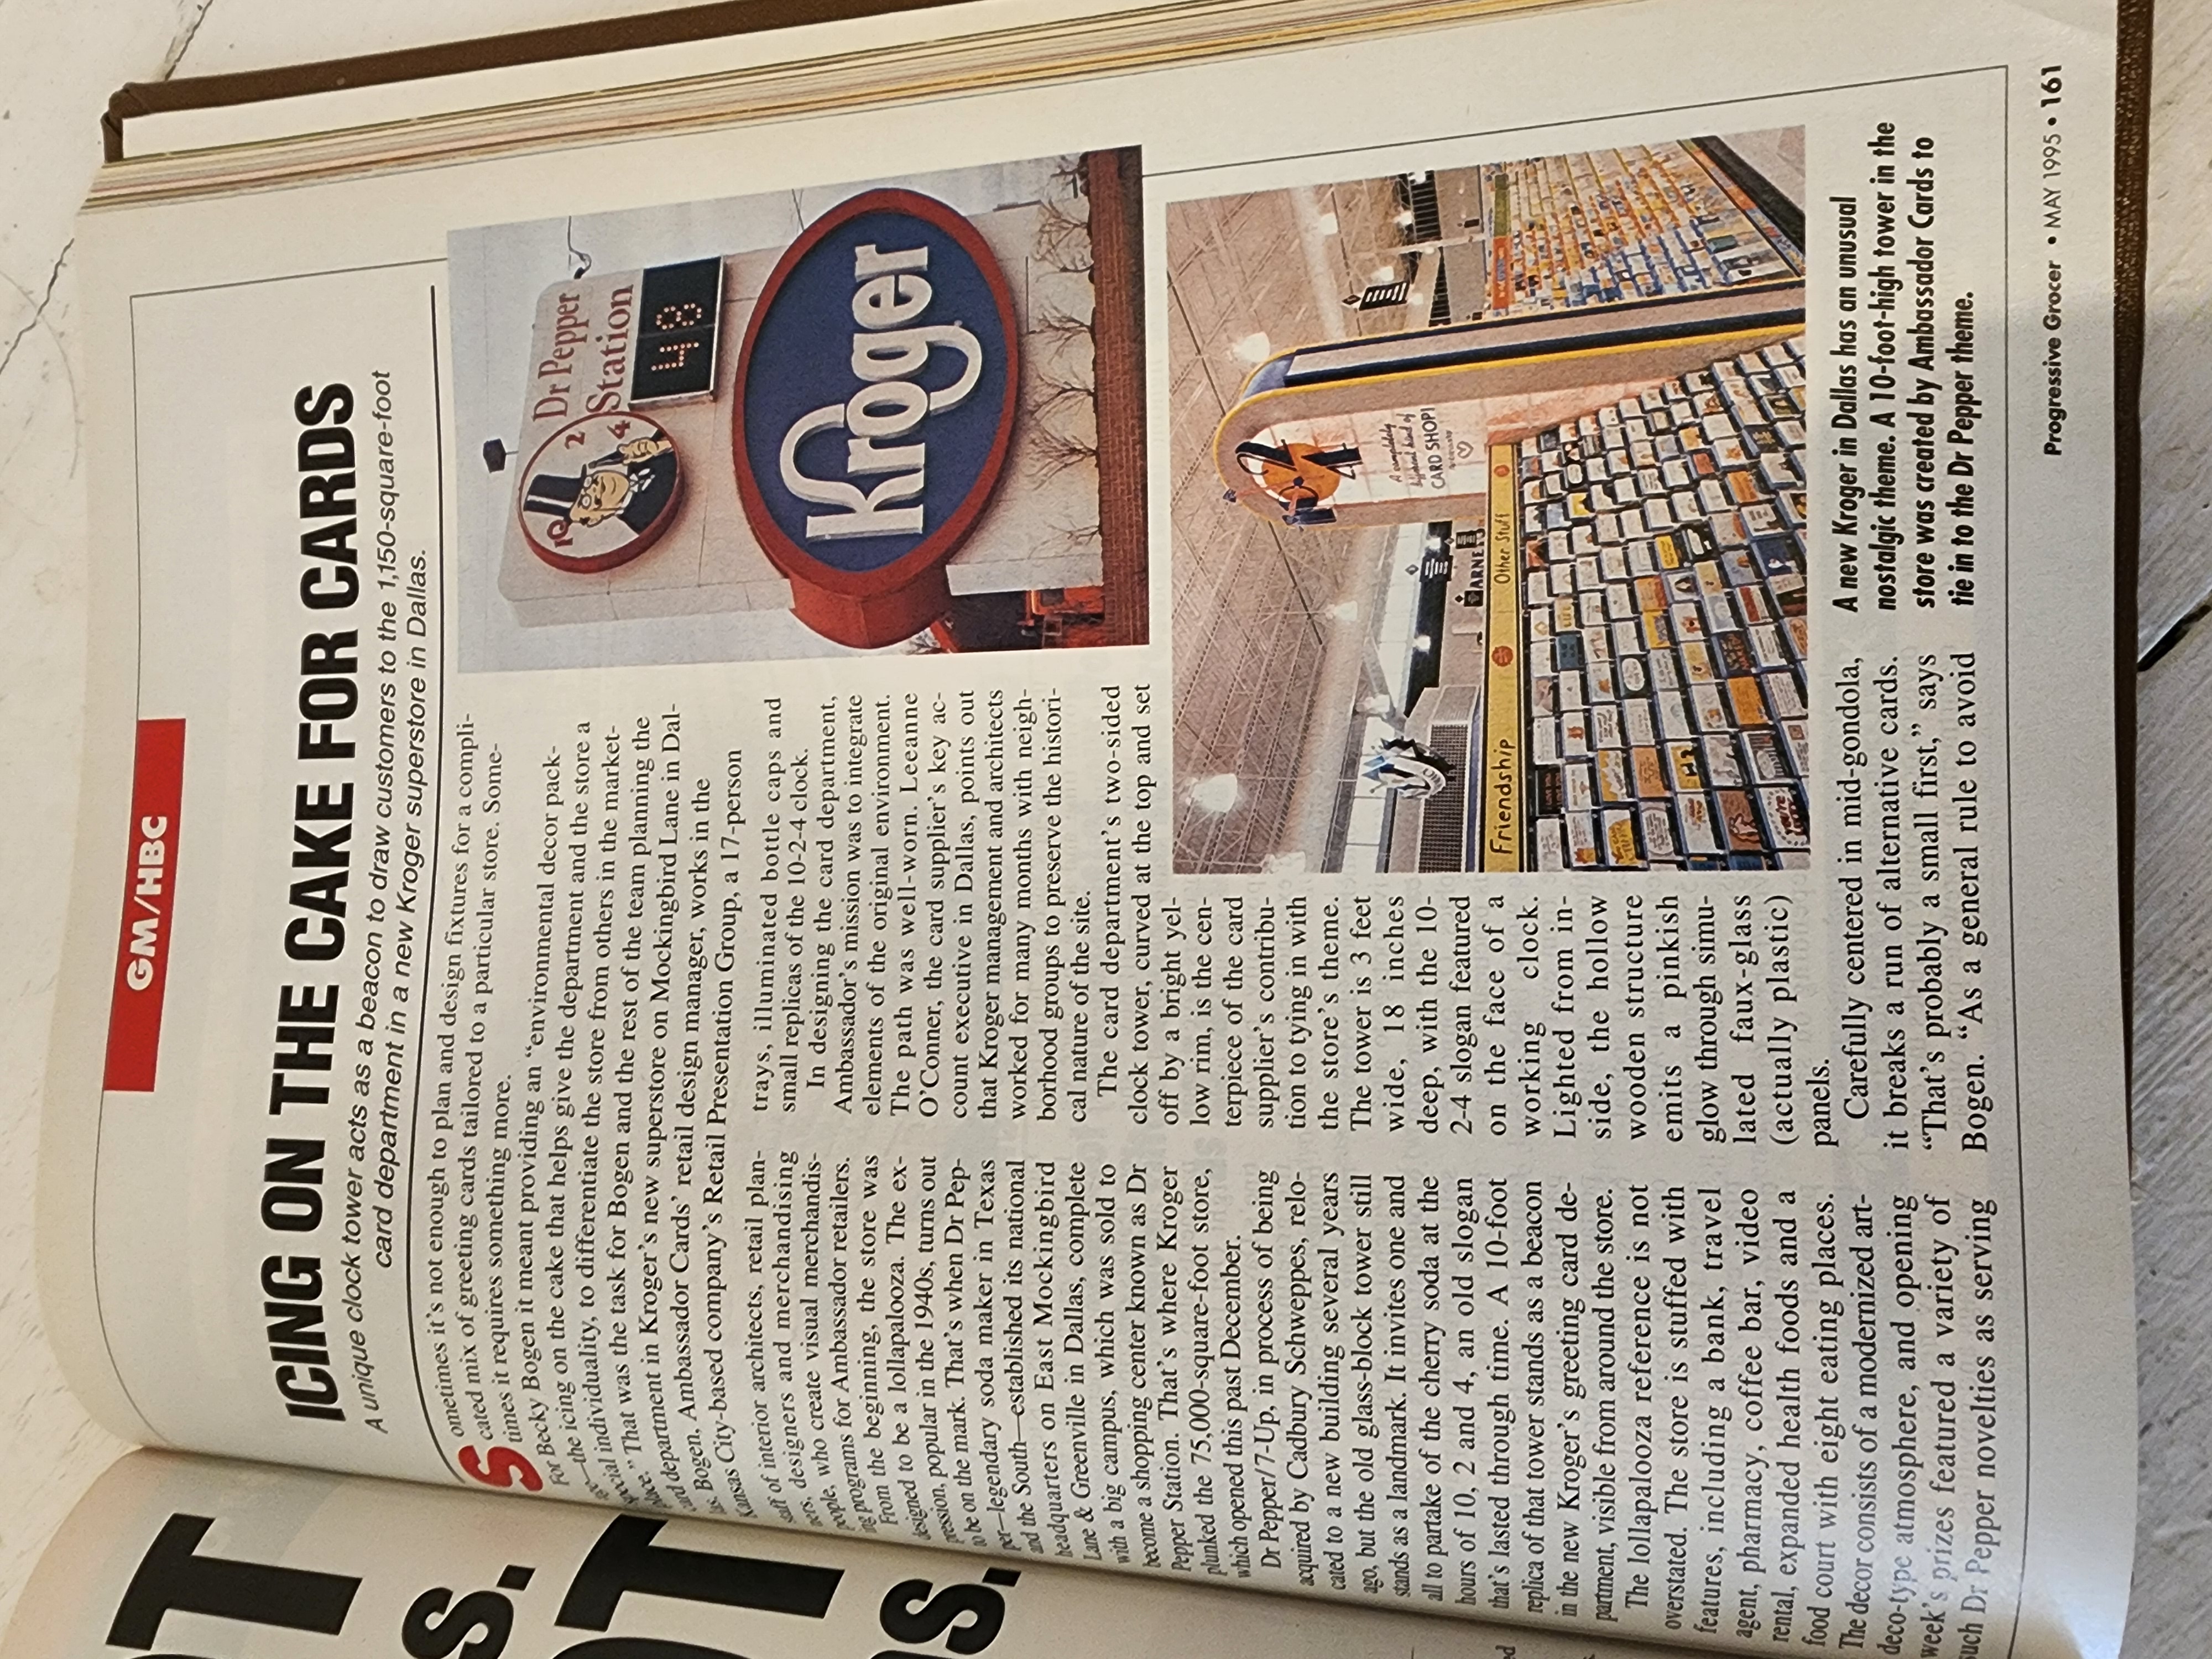 GM/HBC
ICING ON THE CAKE FOR CARDS
A unique clock tower acts as a beacon to draw customers to the 1,150-square-foot
card department in a new Kroger superstore in Dallas.
Sometimes it's not enough to plan and design fixtures for a compli-
cated mix of greeting cards tailored to a particular store. Some-
times it requires something more.
For Becky Bogen it meant providing an “environmental decor pack-
age—the icing on the cake that helps give the department and the store a
special individuality, to differentiate the store from others in the market-
place.” That was the task for Bogen and the rest of the team planning the
card department in Kroger's new superstore on Mockingbird Lane in Dal-
las. Bogen, Ambassador Cards' retail design manager, works in the
Kansas City-based company's Retail Presentation Group, a 17-person
staff of interior architects, retail plan-
ners, designers and merchandising
people, who create visual merchandis-
ing programs for Ambassador retailers.
From the beginning, the store was
designed to be a lollapalooza. The ex-
pression, popular in the 1940s, turns out
to be on the mark. That's when Dr Pep-
per—legendary soda maker in Texas
and the South—established its national
headquarters on East Mockingbird
Lane & Greenville in Dallas, complete
with a big campus, which was sold to
become a shopping center known as Dr
Pepper Station. That's where Kroger
plunked the 75,000-square-foot store,
which opened this past December.
Dr Pepper/7-Up, in process of being
acquired by Cadbury Schweppes, relo-
cated to a new building several years
ago, but the old glass-block tower still
stands as a landmark. It invites one and
all to partake of the cherry soda at the
hours of 10, 2 and 4, an old slogan
that's lasted through time. A 10-foot
replica of that tower stands as a beacon
in the new Kroger's greeting card de-
partment, visible from around the store.
The lollapalooza reference is not
overstated. The store is stuffed with
features, including a bank, travel
agent, pharmacy, coffee bar, video
rental, expanded health foods and a
food court with eight eating places.
The decor consists of a modernized art-
deco-type atmosphere, and opening
week's prizes featured a variety of
such Dr Pepper novelties as serving
trays, illuminated bottle caps and
small replicas of the 10-2-4 clock.
In designing the card department,
Ambassador's mission was to integrate
elements of the original environment.
The path was well-worn. Leeanne
O'Conner, the card supplier's key ac-
count executive in Dallas, points out
that Kroger management and architects
worked for many months with neigh-
borhood groups to preserve the histori-
cal nature of the site.
The card department's two-sided
clock tower, curved at the top and set
off by a bright yel-
low rim, is the cen-
terpiece of the card
supplier's contribu-
tion to tying in with
the store's theme.
The tower is 3 feet
wide, 18 inches
deep, with the 10-
2-4 slogan featured
on the face of a
working clock.
Lighted from in-
side, the hollow
wooden structure
emits a pinkish
glow through simu-
lated faux-glass
(actually plastic)
panels.
Carefully centered in mid-gondola,
it breaks a run of alternative cards.
“That's probably a small first,” says
Bogen. “As a general rule to avoid
10 2 4
Dr Pepper
Station
48
Kroger
A completely
different kind of
CARD SHOP!
Friendship
Other Stuff
A new Kroger in Dallas has an unusual
nostalgic theme. A 10-foot-high tower in the
store was created by Ambassador Cards to
tie in to the Dr Pepper theme.
Progressive Grocer • MAY 1995 • 161